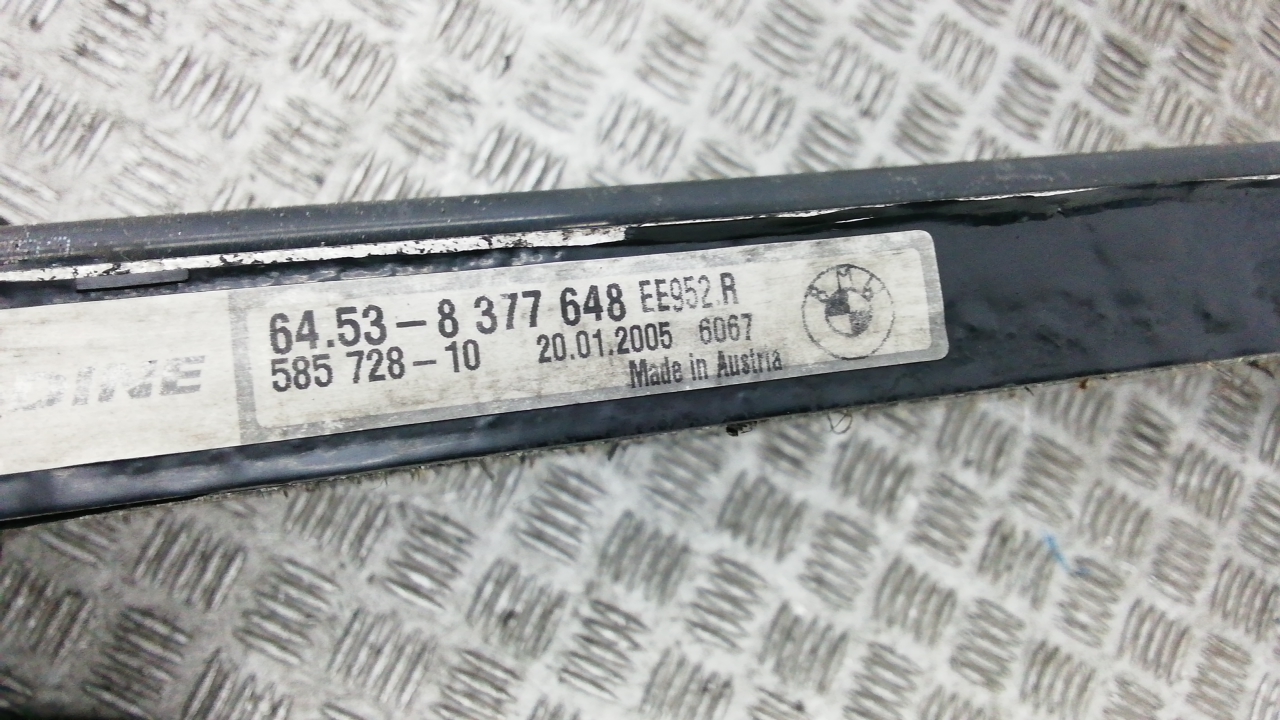 64.53-8 377 648 EE952.R
585 728-10 20.01.2005 6067
Made in Austria
BMW